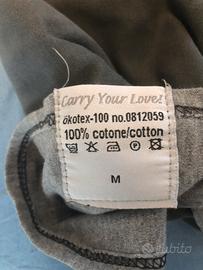 Carry Your Love!
ökotex-100 no.0812059
100% cotone/cotton
M
subito